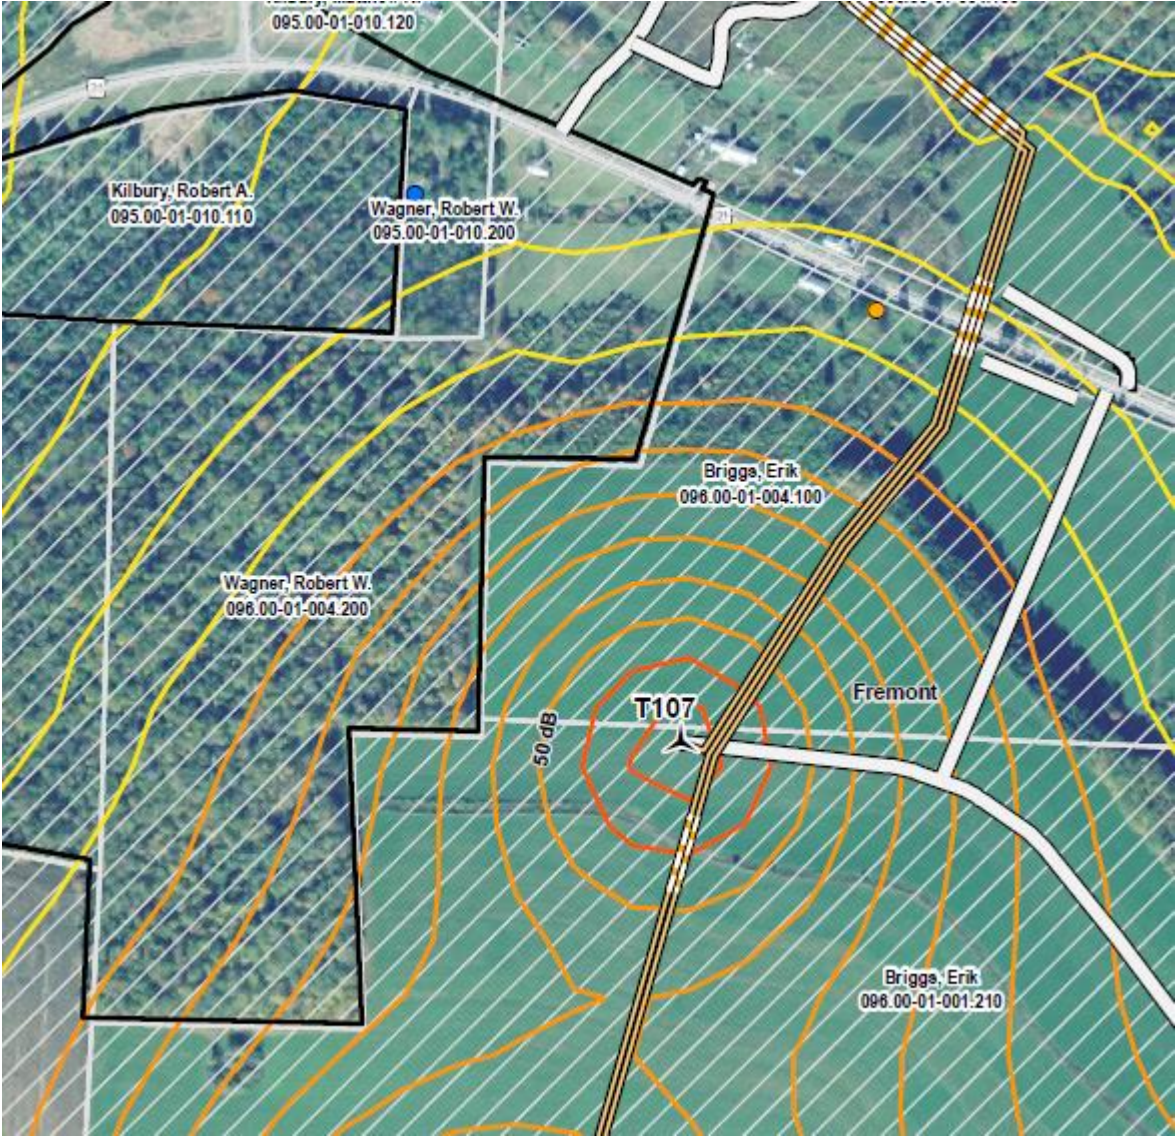 095.00-01-010.120
21
Kilbury, Robert A.
095.00-01-010.110
Wagner, Robert W.
095.00-01-010.200
21
Briggs, Erik
096.00-01-004.100
Wagner, Robert W.
096.00-01-004.200
Fremont
T107
50 dB
Briggs, Erik
096.00-01-001.210